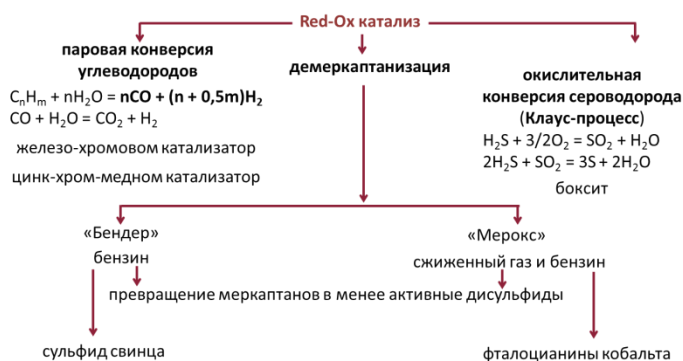 Red-Ox катализ
паровая конверсия
углеводородов
CₙHₘ + nH₂O = nCO + (n + 0,5m)H₂
CO + H₂O = CO₂ + H₂
железо-хромовом катализатор
цинк-хром-медном катализатор
демеркаптанизация
окислительная
конверсия сероводорода
(Клаус-процесс)
H₂S + 3/2O₂ = SO₂ + H₂O
2H₂S + SO₂ = 3S + 2H₂O
боксит
«Бендер»
бензин
«Мерокс»
сжиженный газ и бензин
превращение меркаптанов в менее активные дисульфиды
сульфид свинца
фталоцианины кобальта